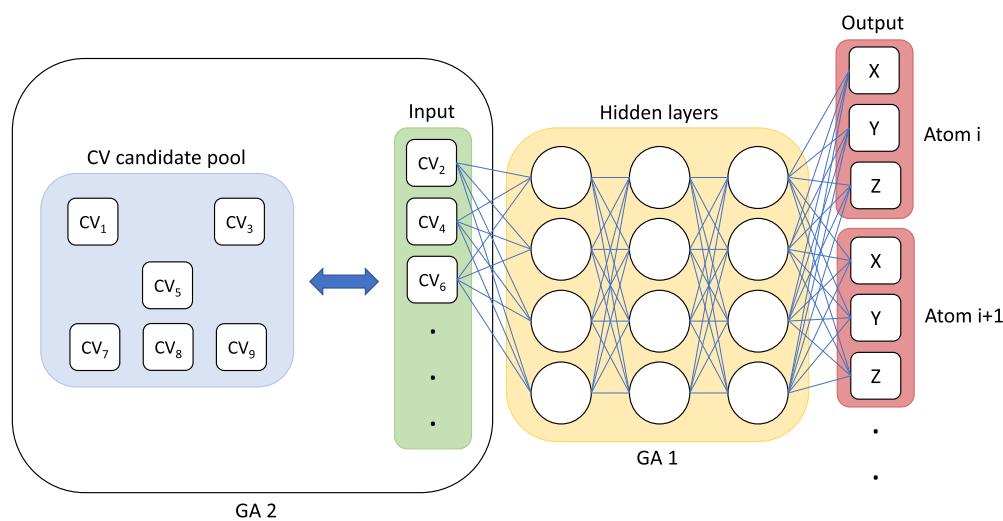 Output
X
Y
Z
Atom i
X
Y
Z
Atom i+1
Hidden layers
GA 1
Input
CV₂
CV₄
CV₆
CV candidate pool
CV₁
CV₃
CV₅
CV₇
CV₈
CV₉
GA 2